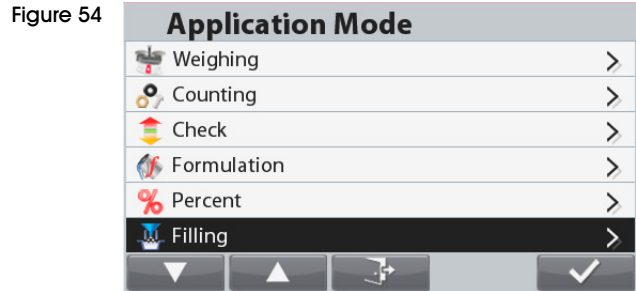 Figure 54
Application Mode
Weighing
Counting
Check
Formulation
Percent
Filling